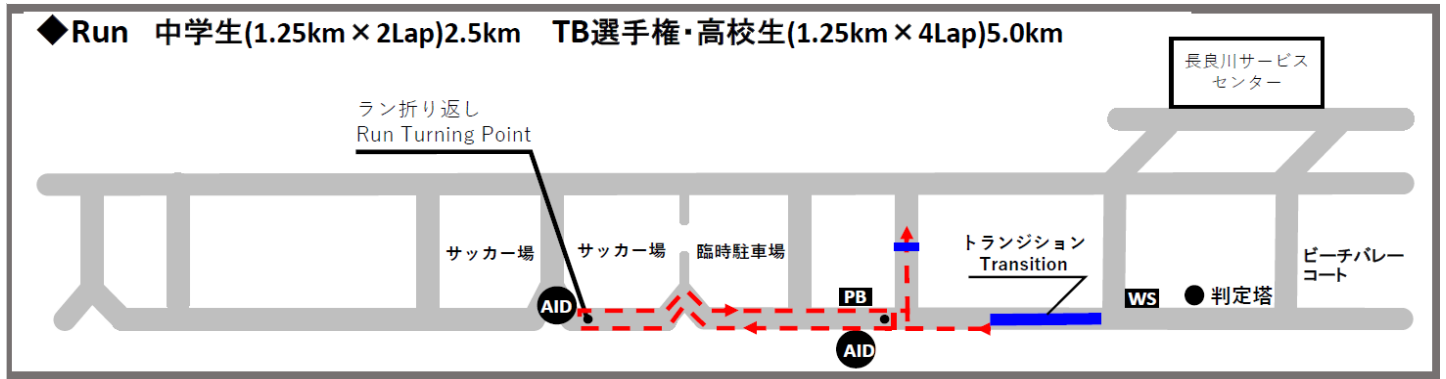 ◆Run 中学生(1.25km×2Lap)2.5km TB選手権・高校生(1.25km×4Lap)5.0km
長良川サービス
センター
ラン折り返し
Run Turning Point
サッカー場
サッカー場
臨時駐車場
トランジション
Transition
ビーチバレー
コート
AID
PB
WS
判定塔
AID